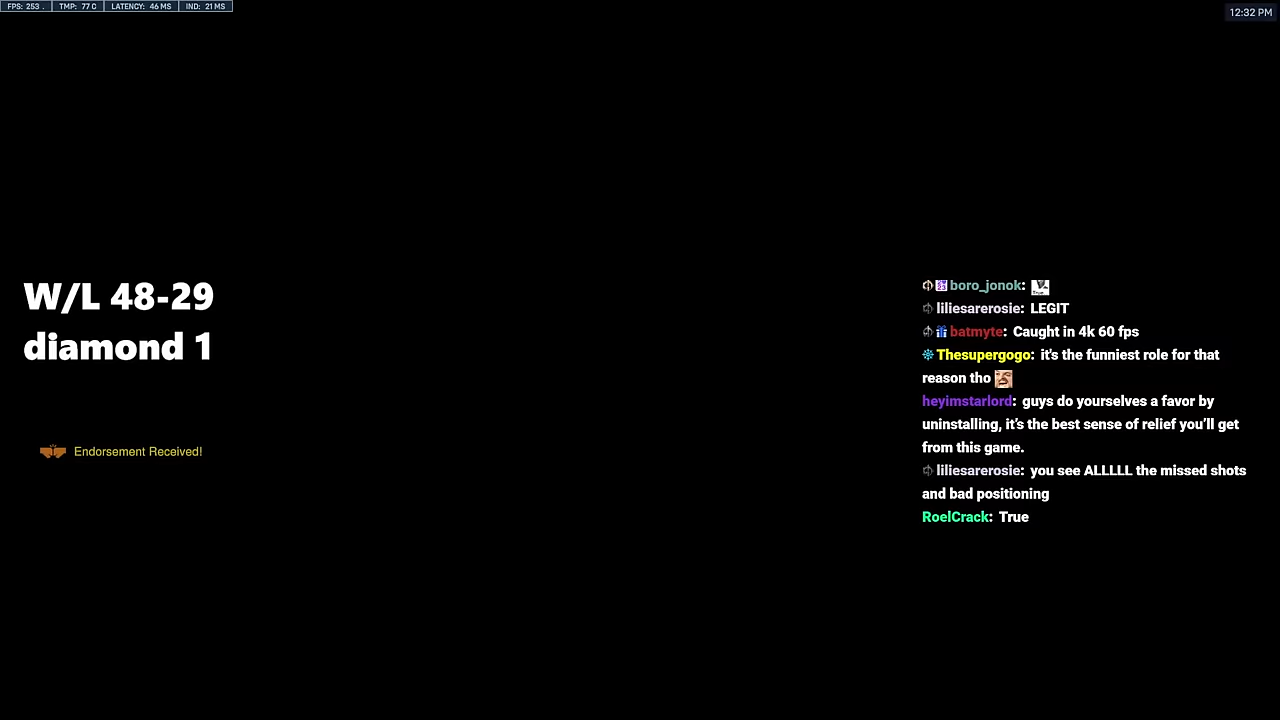 FPS: 253 . TMP: 77 C LATENCY: 46 MS IND: 21 MS
12:32 PM
W/L 48-29
diamond 1
Endorsement Received!
boro_jonok:
liliesarerosie: LEGIT
batmyte: Caught in 4k 60 fps
Thesupergogo: it's the funniest role for that
reason tho
heyimstarlord: guys do yourselves a favor by
uninstalling, it's the best sense of relief you'll get
from this game.
liliesarerosie: you see ALLLLL the missed shots
and bad positioning
RoelCrack: True